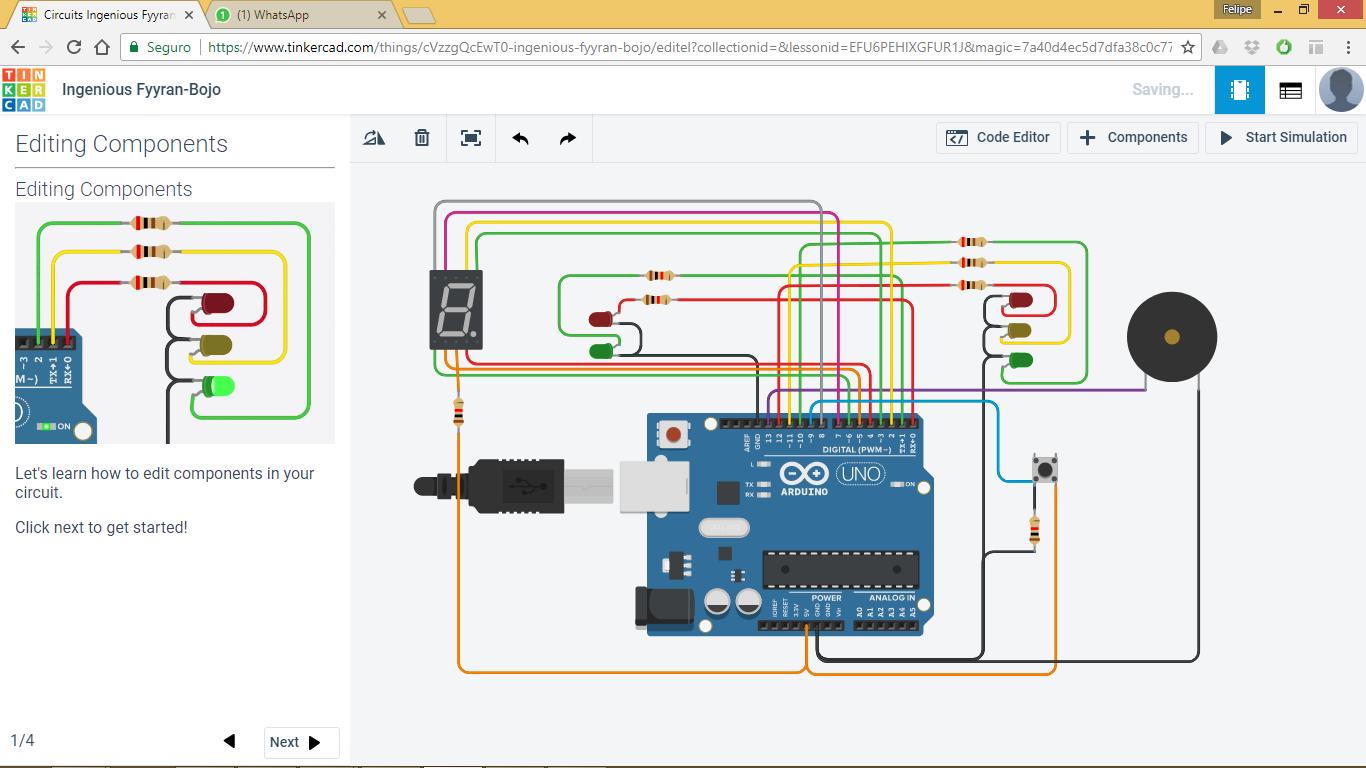 Felipe
Circuits Ingenious Fyyran
(1) WhatsApp
Seguro
https://www.tinkercad.com/things/cVzzgQcEwT0-ingenious-fyyran-bojo/editel?collectionid=&lessonid=EFU6PEHIXGFUR1J&magic=7a40d4ec5d7dfa38c0c77
TIN
KER
CAD
Ingenious Fyyran-Bojo
Saving...
Code Editor
Components
Start Simulation
Editing Components
Editing Components
~3
2
TX→1
RX←0
M~)
ON
Let's learn how to edit components in your
circuit.
Click next to get started!
1/4
Next
AREF
GND
13
12
~11
~10
~9
8
7
~6
~5
4
~3
2
TX→1
RX←0
DIGITAL (PWM~)
L
TX
RX
ARDUINO
UNO
ON
POWER
ANALOG IN
IOREF
RESET
3.3V
5V
GND
GND
Vin
A0
A1
A2
A3
A4
A5